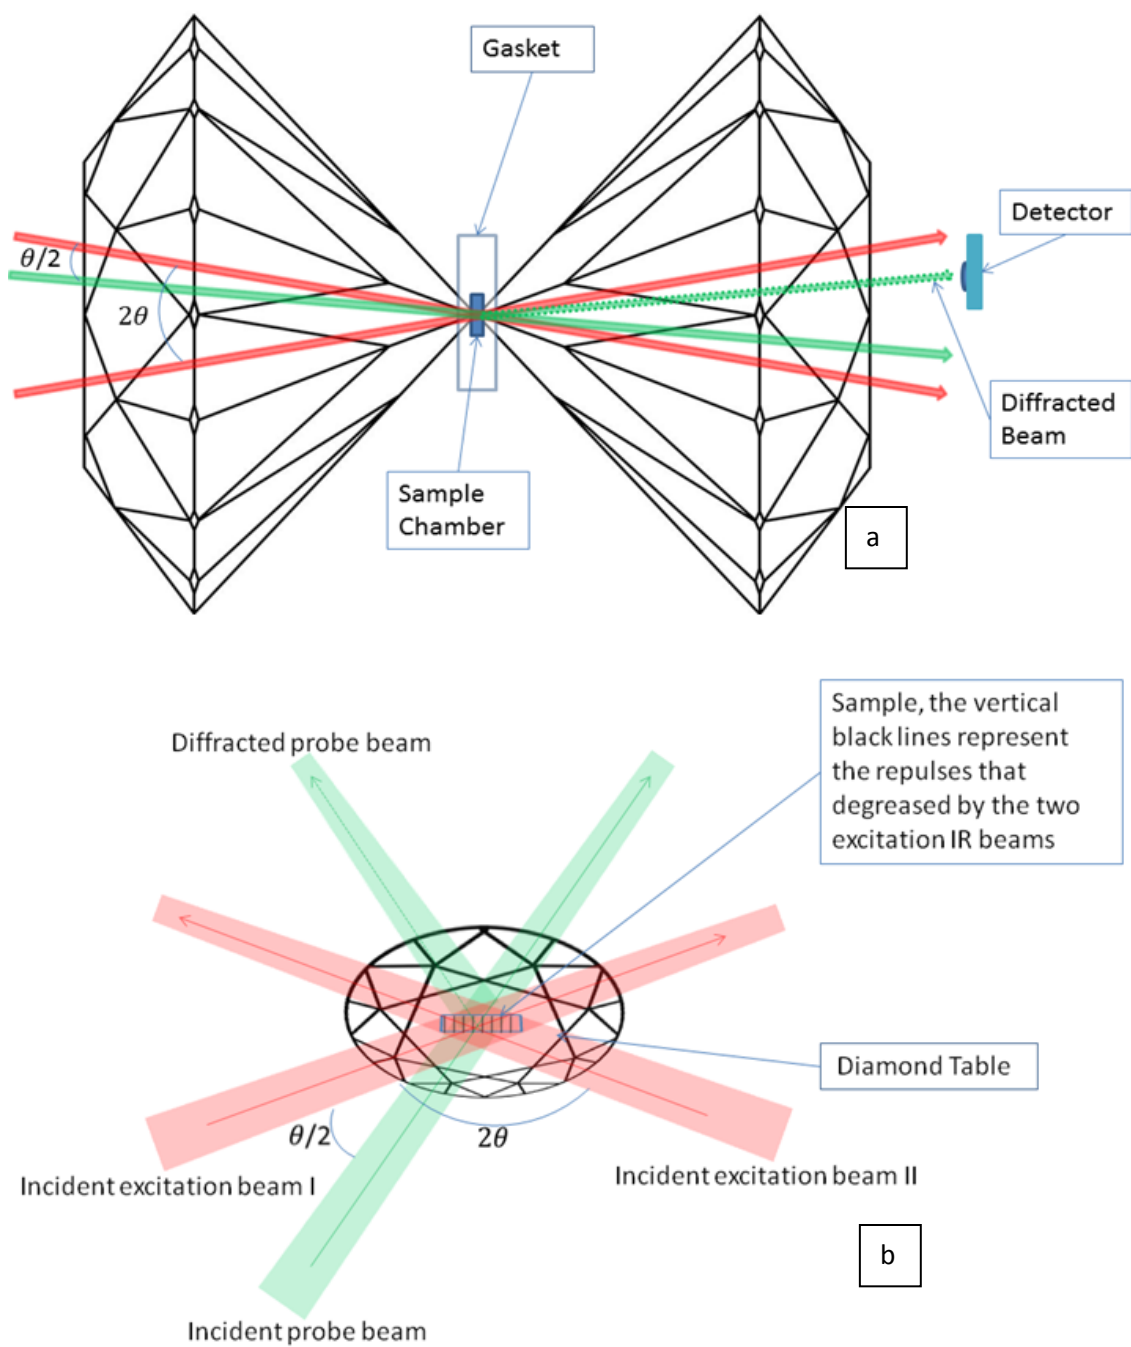 Gasket
Detector
θ/2
2θ
Diffracted
Beam
Sample
Chamber
a
Sample, the vertical
black lines represent
the repulses that
degreased by the two
excitation IR beams
Diffracted probe beam
Diamond Table
θ/2
2θ
Incident excitation beam I
Incident excitation beam II
b
Incident probe beam